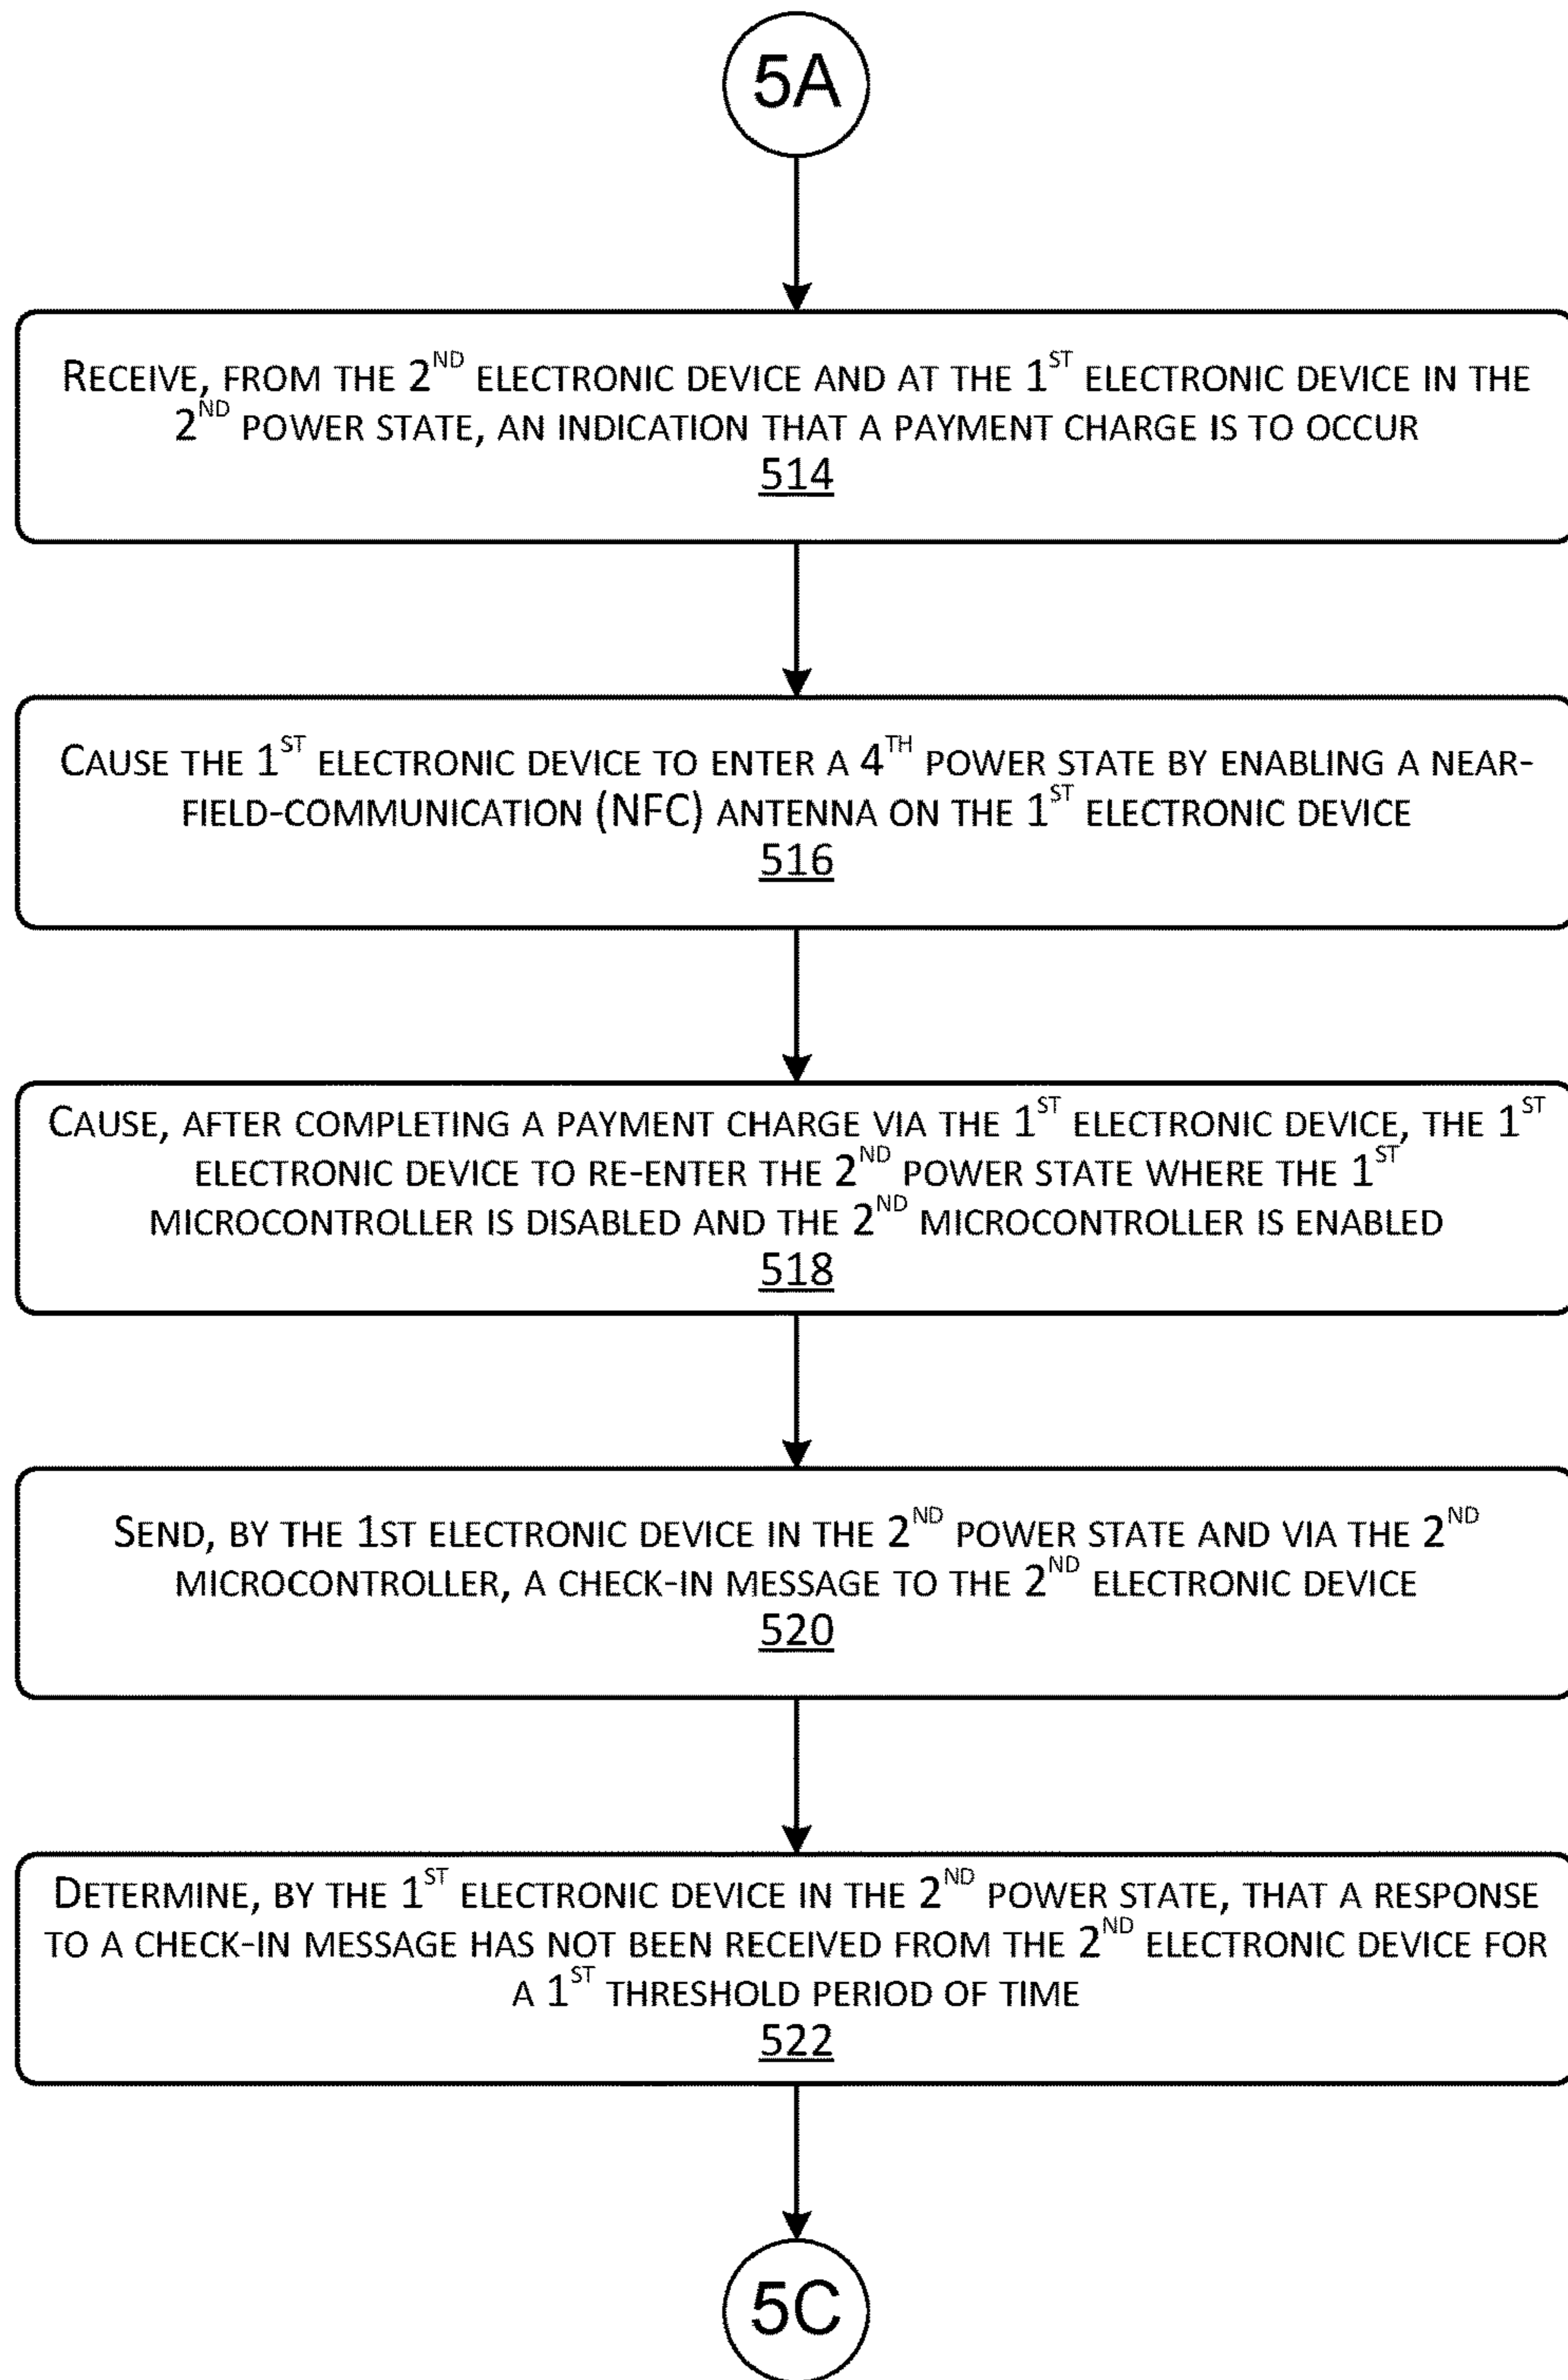 5A
RECEIVE, FROM THE 2ND ELECTRONIC DEVICE AND AT THE 1ST ELECTRONIC DEVICE IN THE
2ND POWER STATE, AN INDICATION THAT A PAYMENT CHARGE IS TO OCCUR
514
CAUSE THE 1ST ELECTRONIC DEVICE TO ENTER A 4TH POWER STATE BY ENABLING A NEAR-
FIELD-COMMUNICATION (NFC) ANTENNA ON THE 1ST ELECTRONIC DEVICE
516
CAUSE, AFTER COMPLETING A PAYMENT CHARGE VIA THE 1ST ELECTRONIC DEVICE, THE 1ST
ELECTRONIC DEVICE TO RE-ENTER THE 2ND POWER STATE WHERE THE 1ST
MICROCONTROLLER IS DISABLED AND THE 2ND MICROCONTROLLER IS ENABLED
518
SEND, BY THE 1ST ELECTRONIC DEVICE IN THE 2ND POWER STATE AND VIA THE 2ND
MICROCONTROLLER, A CHECK-IN MESSAGE TO THE 2ND ELECTRONIC DEVICE
520
DETERMINE, BY THE 1ST ELECTRONIC DEVICE IN THE 2ND POWER STATE, THAT A RESPONSE
TO A CHECK-IN MESSAGE HAS NOT BEEN RECEIVED FROM THE 2ND ELECTRONIC DEVICE FOR
A 1ST THRESHOLD PERIOD OF TIME
522
5C